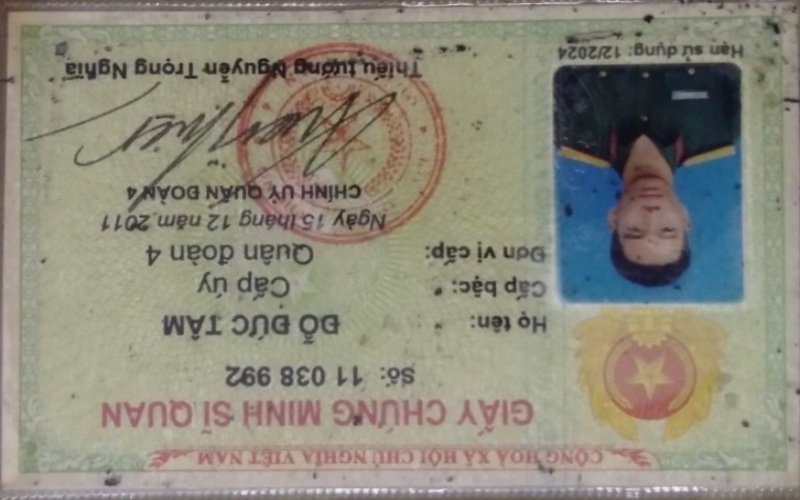 CỘNG HOÀ XÃ HỘI CHỦ NGHĨA VIỆT NAM
GIẤY CHỨNG MINH SĨ QUAN
Số: 11 038 992
Họ tên: ĐỖ ĐỨC TÂM
Cấp bậc: Cấp úy
Đơn vị cấp: Quân đoàn 4
Ngày 15 tháng 12 năm 2011
CHÍNH UỶ QUÂN ĐOÀN 4
Thiếu tướng Nguyễn Trọng Nghĩa
Hạn sử dụng: 12/2024